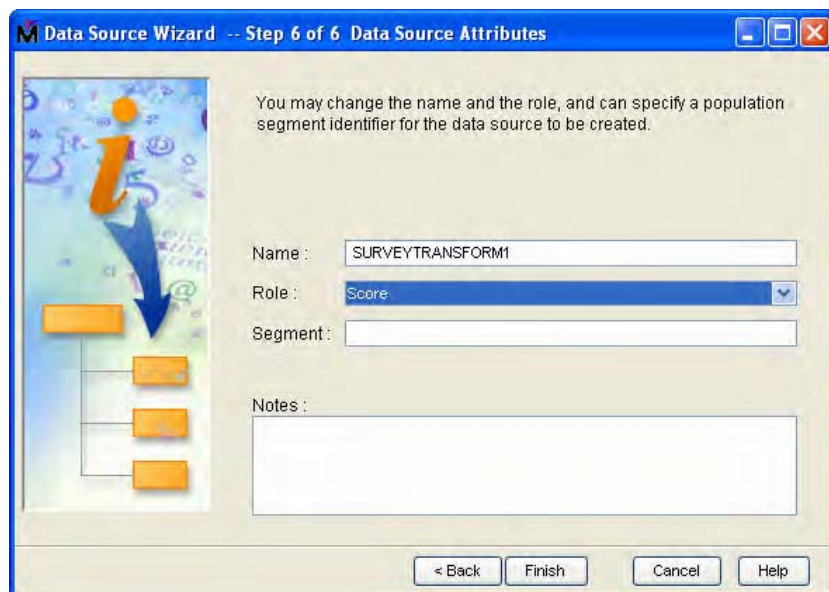 Data Source Wizard -- Step 6 of 6 Data Source Attributes
You may change the name and the role, and can specify a population
segment identifier for the data source to be created.
Name : SURVEYTRANSFORM1
Role : Score
Segment :
Notes :
< Back Finish Cancel Help